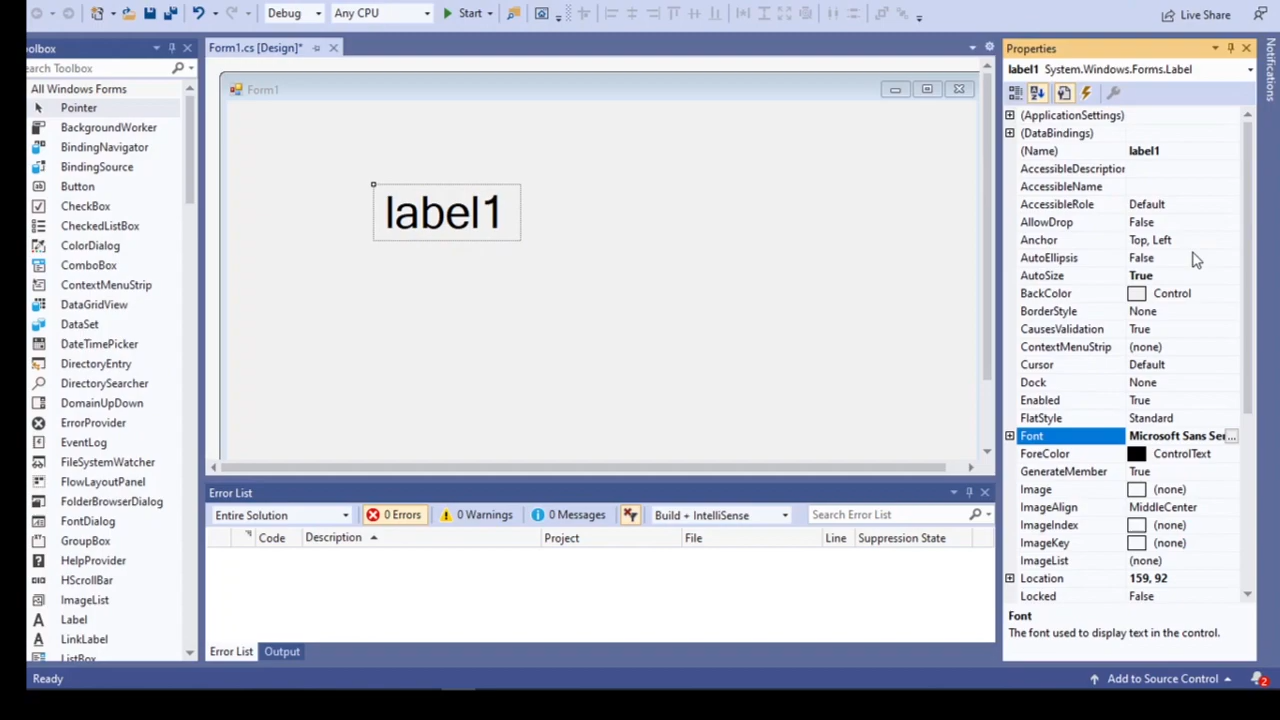 Debug
Any CPU
Start
Live Share
oolbox
earch Toolbox
All Windows Forms
Pointer
BackgroundWorker
BindingNavigator
BindingSource
Button
CheckBox
CheckedListBox
ColorDialog
ComboBox
ContextMenuStrip
DataGridView
DataSet
DateTimePicker
DirectoryEntry
DirectorySearcher
DomainUpDown
ErrorProvider
EventLog
FileSystemWatcher
FlowLayoutPanel
FolderBrowserDialog
FontDialog
GroupBox
HelpProvider
HScrollBar
ImageList
Label
LinkLabel
ListBox
Form1.cs [Design]*
Form1
label1
Error List
Entire Solution
0 Errors
0 Warnings
0 Messages
Build + IntelliSense
Search Error List
Code Description Project File Line Suppression State
Error List Output
Properties
label1 System.Windows.Forms.Label
(ApplicationSettings)
(DataBindings)
(Name) label1
AccessibleDescription
AccessibleName
AccessibleRole Default
AllowDrop False
Anchor Top, Left
AutoEllipsis False
AutoSize True
BackColor Control
BorderStyle None
CausesValidation True
ContextMenuStrip (none)
Cursor Default
Dock None
Enabled True
FlatStyle Standard
Font Microsoft Sans Ser ...
ForeColor ControlText
GenerateMember True
Image (none)
ImageAlign MiddleCenter
ImageIndex (none)
ImageKey (none)
ImageList (none)
Location 159, 92
Locked False
Font
The font used to display text in the control.
Notifications
Ready
Add to Source Control
2